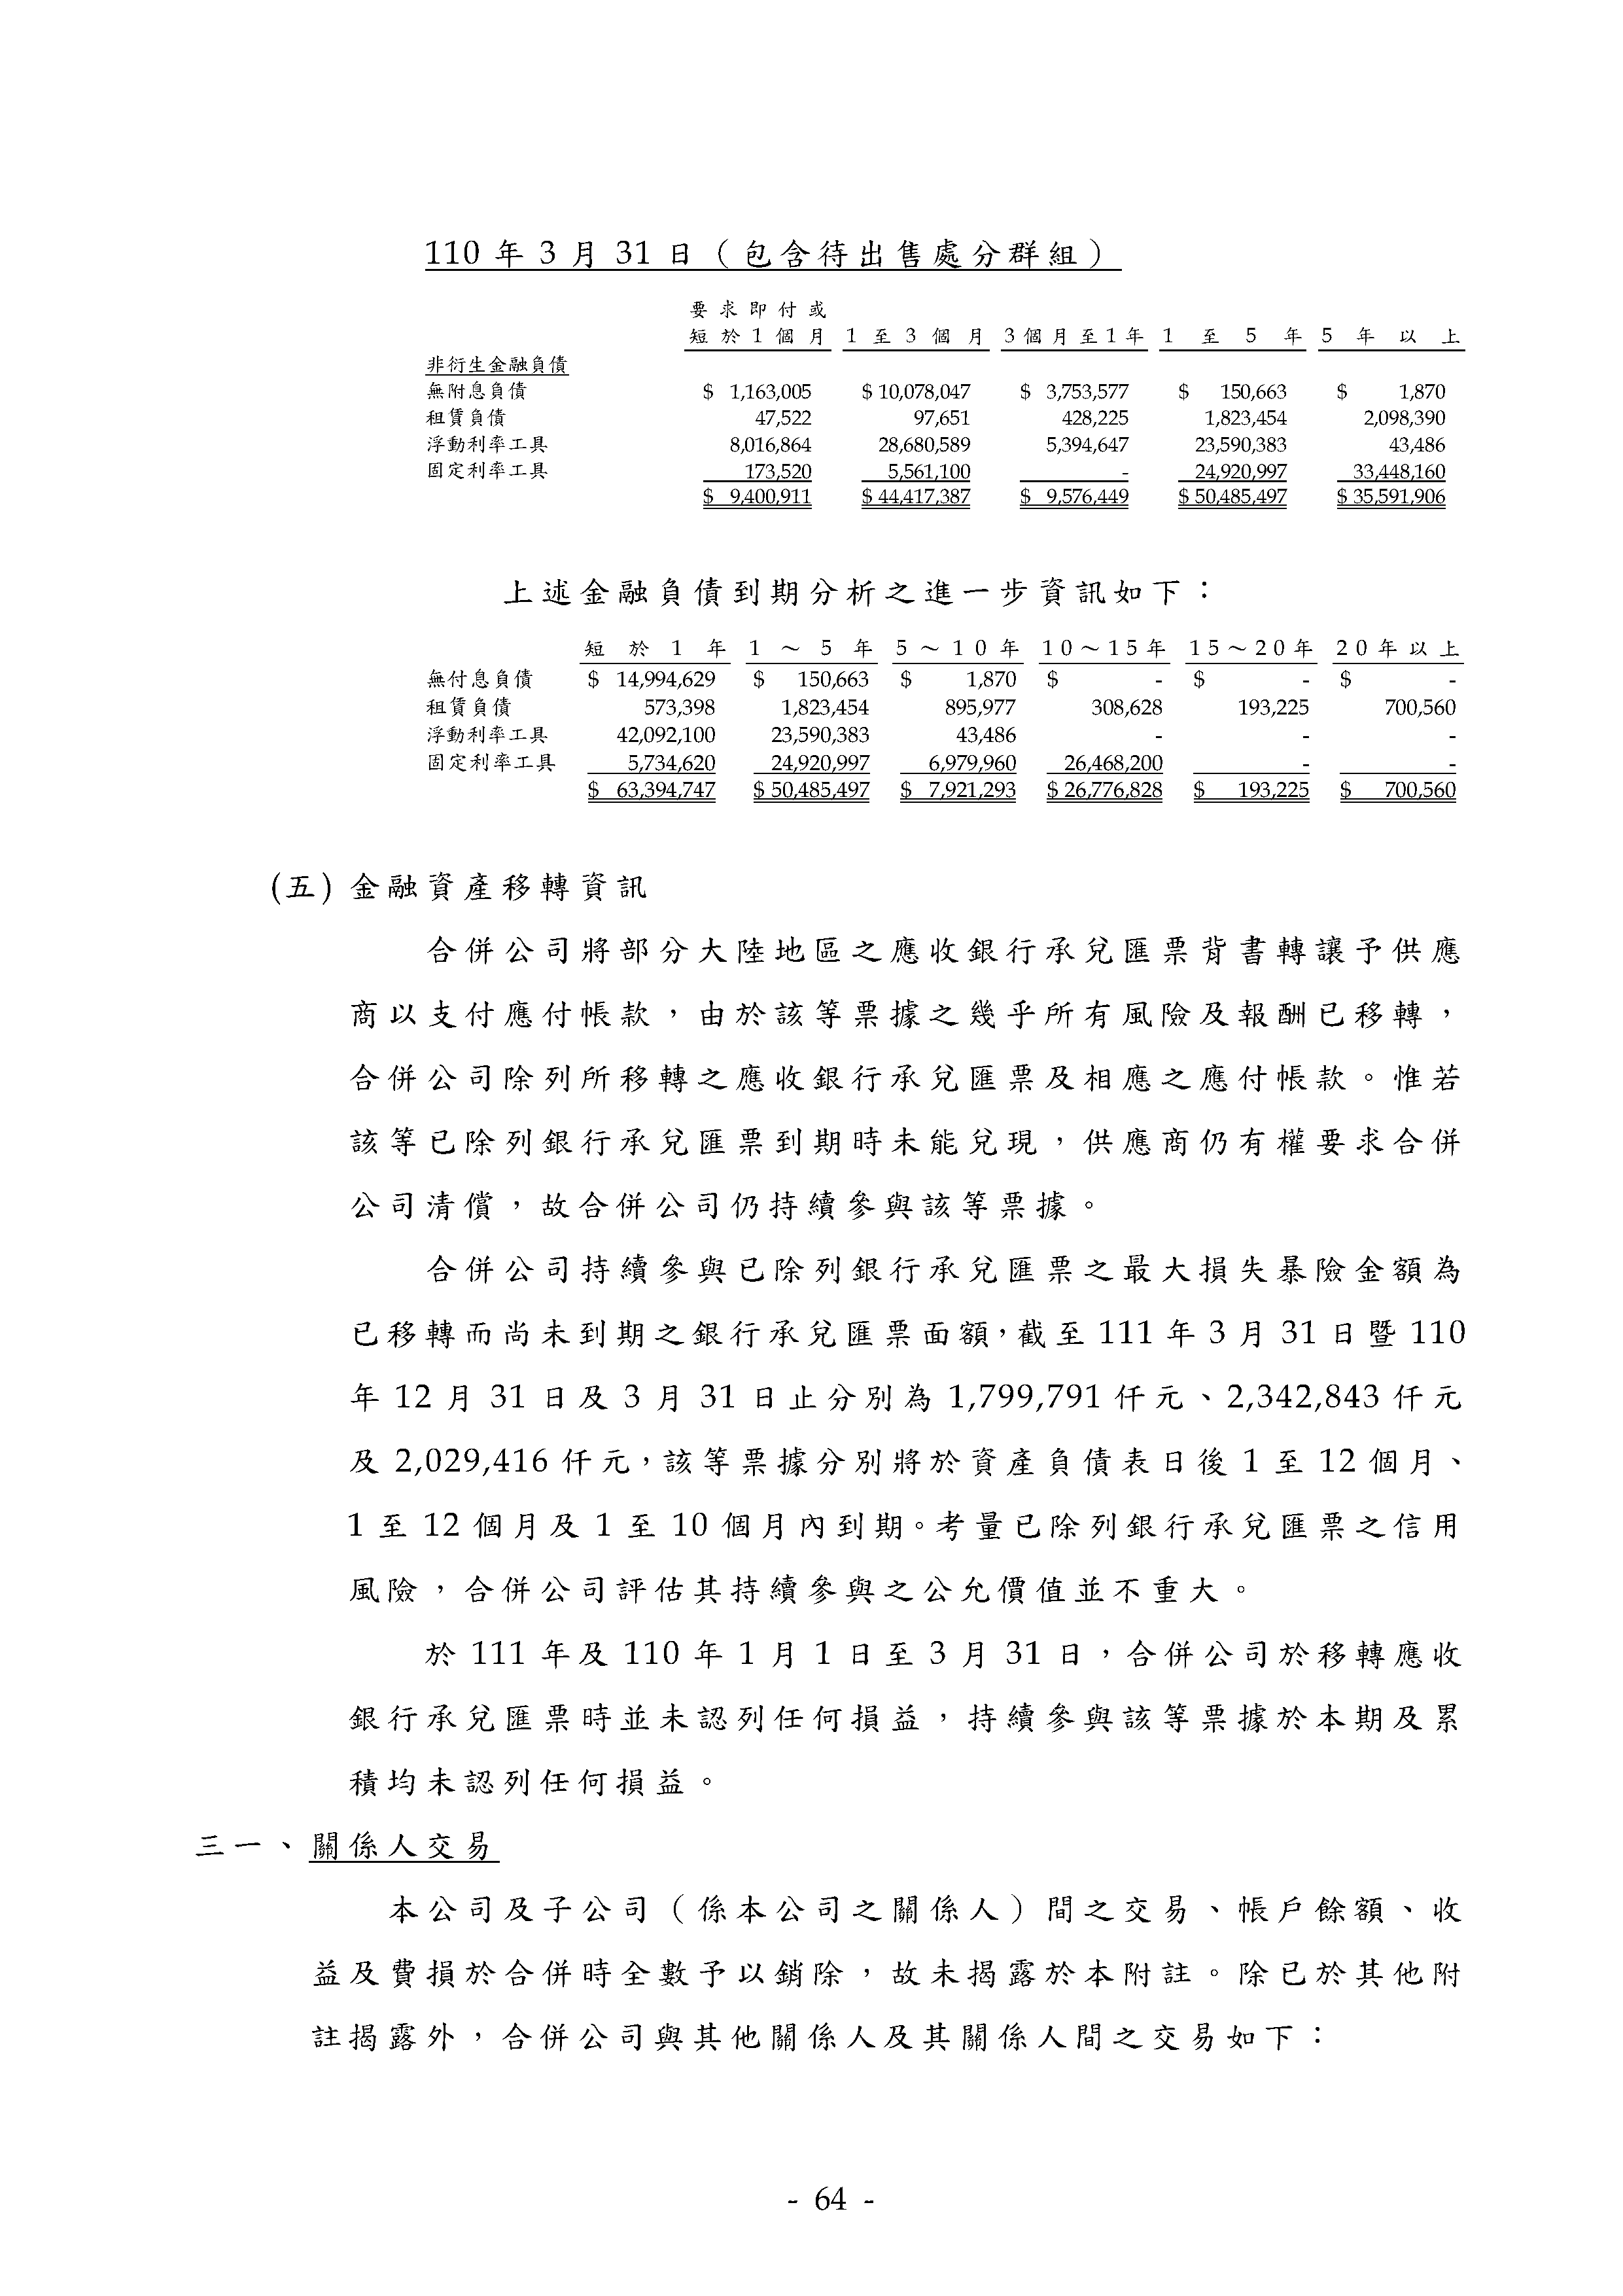 110 年 3 月 31 日（包含待出售處分群組）
要求即付或
短於1個月 1至3個月 3個月至1年 1至5年 5年以上
非衍生金融負債
無附息負債 $ 1,163,005 $ 10,078,047 $ 3,753,577 $ 150,663 $ 1,870
租賃負債 47,522 97,651 428,225 1,823,454 2,098,390
浮動利率工具 8,016,864 28,680,589 5,394,647 23,590,383 43,486
固定利率工具 173,520 5,561,100 - 24,920,997 33,448,160
$ 9,400,911 $ 44,417,387 $ 9,576,449 $ 50,485,497 $ 35,591,906
上述金融負債到期分析之進一步資訊如下：
短於1年 1～5年 5～10年 10～15年 15～20年 20年以上
無付息負債 $ 14,994,629 $ 150,663 $ 1,870 $ - $ - $ -
租賃負債 573,398 1,823,454 895,977 308,628 193,225 700,560
浮動利率工具 42,092,100 23,590,383 43,486 - - -
固定利率工具 5,734,620 24,920,997 6,979,960 26,468,200 - -
$ 63,394,747 $ 50,485,497 $ 7,921,293 $ 26,776,828 $ 193,225 $ 700,560
(五) 金融資產移轉資訊
合併公司將部分大陸地區之應收銀行承兌匯票背書轉讓予供應
商以支付應付帳款，由於該等票據之幾乎所有風險及報酬已移轉，
合併公司除列所移轉之應收銀行承兌匯票及相應之應付帳款。惟若
該等已除列銀行承兌匯票到期時未能兌現，供應商仍有權要求合併
公司清償，故合併公司仍持續參與該等票據。
合併公司持續參與已除列銀行承兌匯票之最大損失暴險金額為
已移轉而尚未到期之銀行承兌匯票面額，截至 111 年 3 月 31 日暨 110
年 12 月 31 日及 3 月 31 日止分別為 1,799,791 仟元、2,342,843 仟元
及 2,029,416 仟元，該等票據分別將於資產負債表日後 1 至 12 個月、
1 至 12 個月及 1 至 10 個月內到期。考量已除列銀行承兌匯票之信用
風險，合併公司評估其持續參與之公允價值並不重大。
於 111 年及 110 年 1 月 1 日至 3 月 31 日，合併公司於移轉應收
銀行承兌匯票時並未認列任何損益，持續參與該等票據於本期及累
積均未認列任何損益。
三一、關係人交易
本公司及子公司（係本公司之關係人）間之交易、帳戶餘額、收
益及費損於合併時全數予以銷除，故未揭露於本附註。除已於其他附
註揭露外，合併公司與其他關係人及其關係人間之交易如下：
- 64 -